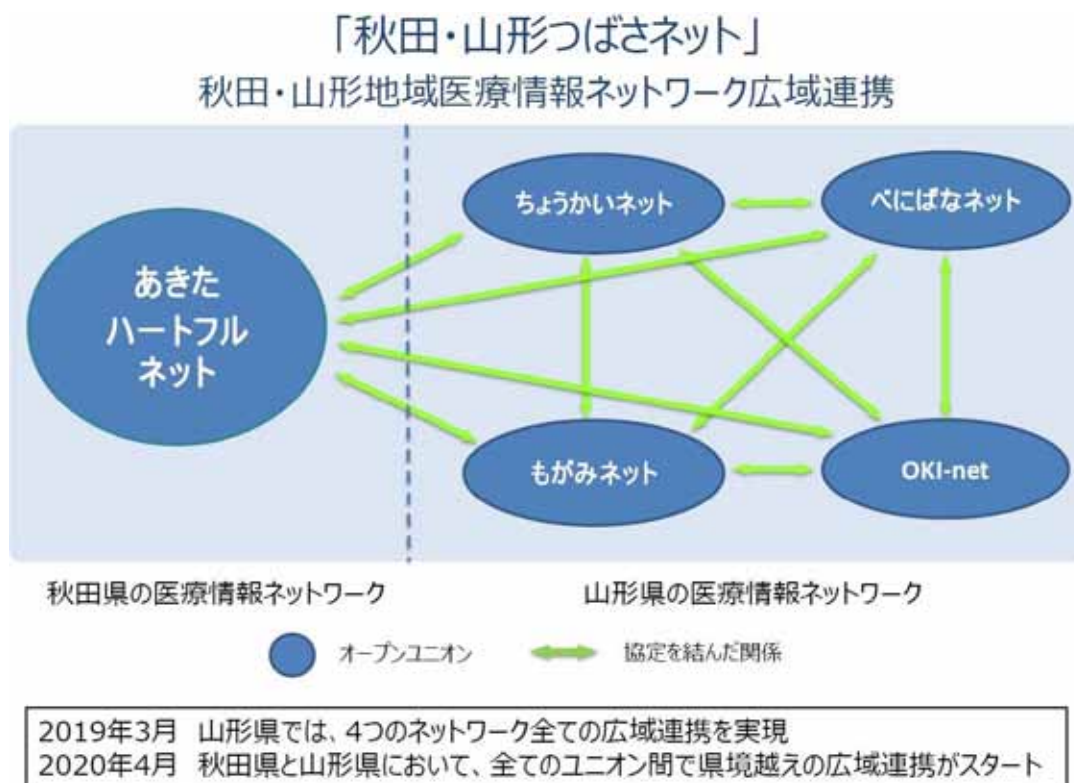 「秋田・山形つばさネット」
秋田・山形地域医療情報ネットワーク広域連携
ちょうかいネット
べにばなネット
あきた
ハートフル
ネット
もがみネット
OKI-net
秋田県の医療情報ネットワーク
山形県の医療情報ネットワーク
オープンユニオン
協定を結んだ関係
2019年3月 山形県では、4つのネットワーク全ての広域連携を実現
2020年4月 秋田県と山形県において、全てのユニオン間で県境越えの広域連携がスタート